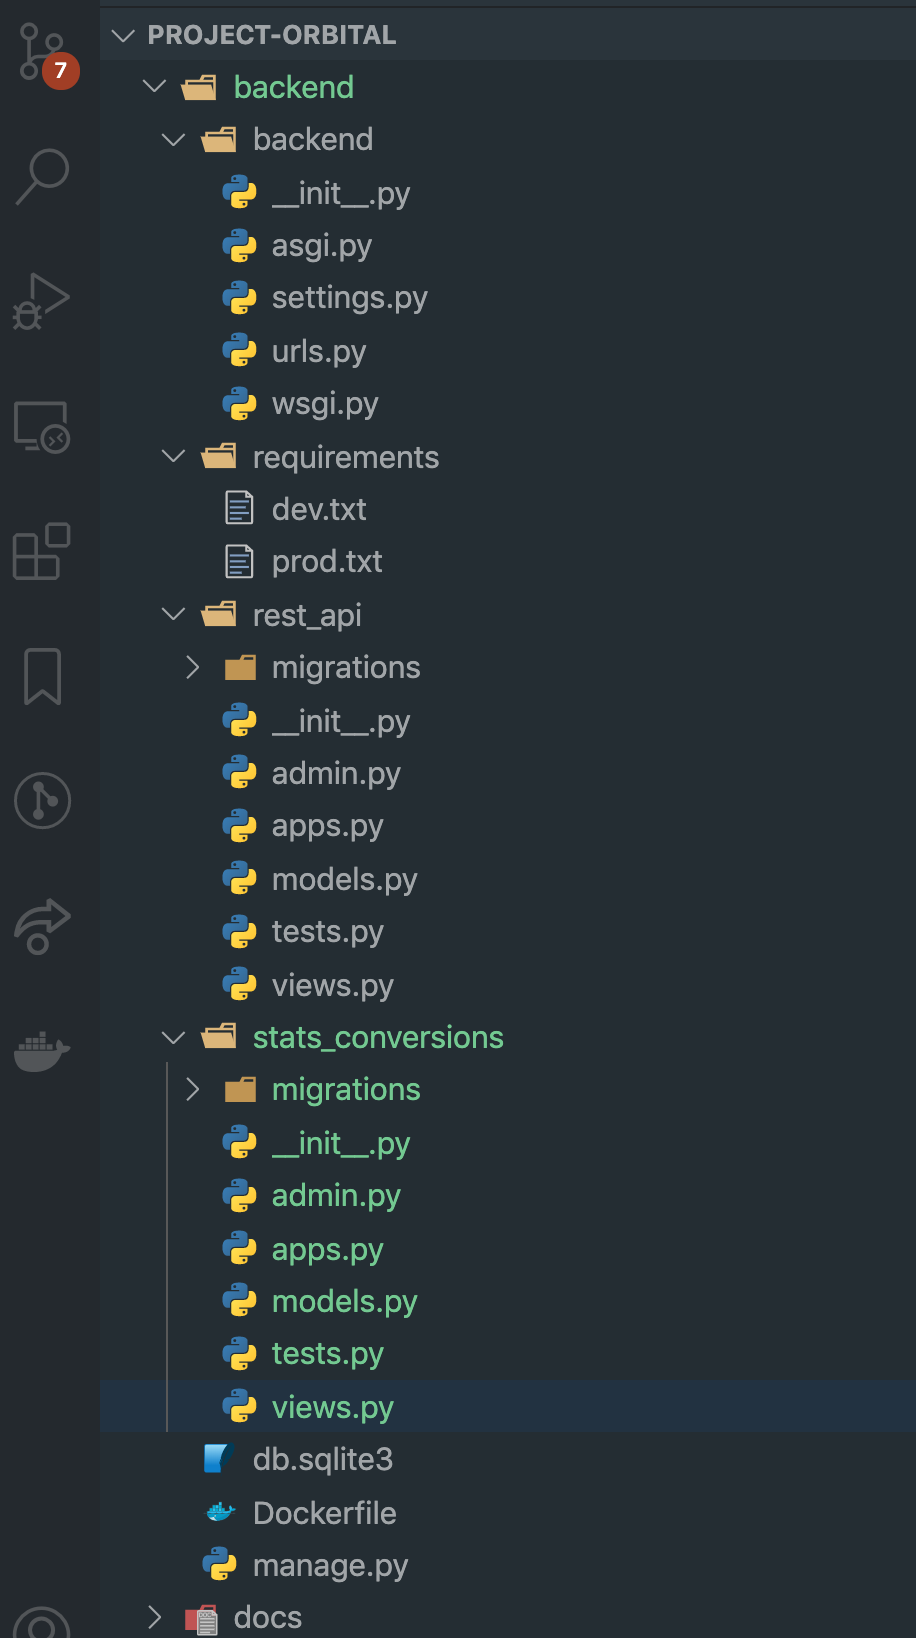 PROJECT-ORBITAL
7
backend
backend
__init__.py
asgi.py
settings.py
urls.py
wsgi.py
requirements
dev.txt
prod.txt
rest_api
migrations
__init__.py
admin.py
apps.py
models.py
tests.py
views.py
stats_conversions
migrations
__init__.py
admin.py
apps.py
models.py
tests.py
views.py
db.sqlite3
Dockerfile
manage.py
docs